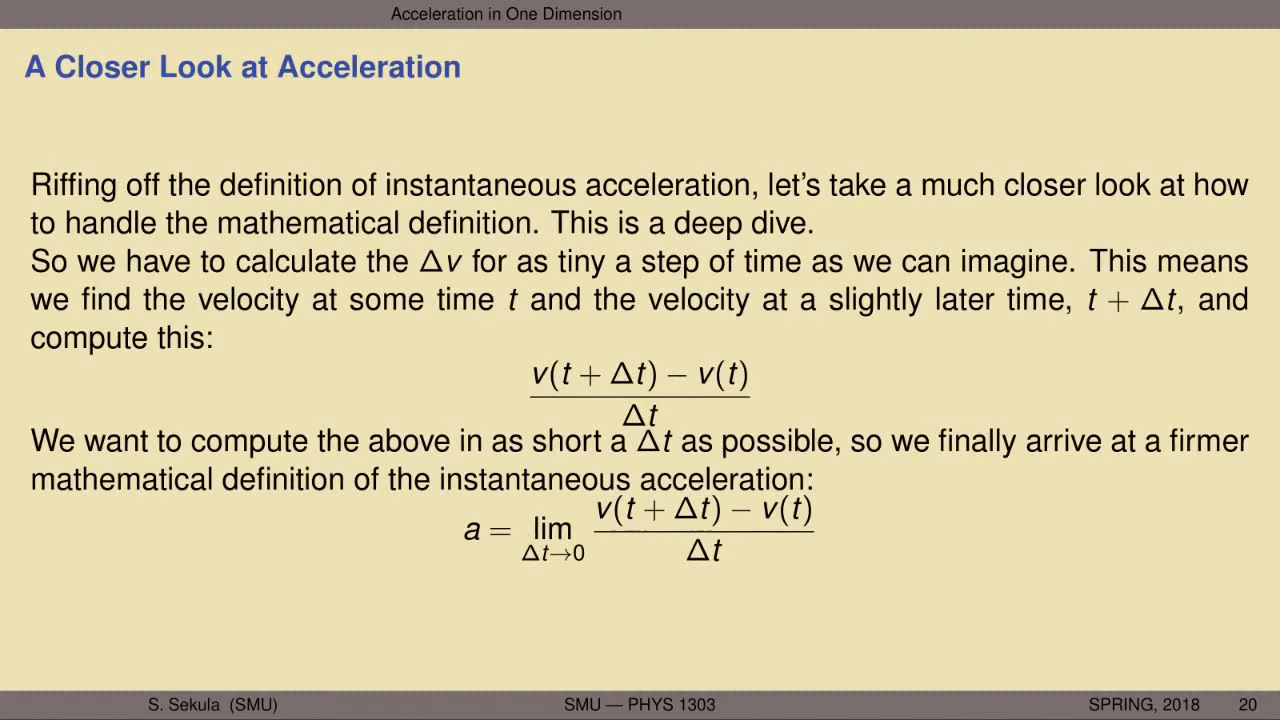 Acceleration in One Dimension
A Closer Look at Acceleration
Riffing off the definition of instantaneous acceleration, let's take a much closer look at how
to handle the mathematical definition. This is a deep dive.
So we have to calculate the Δv for as tiny a step of time as we can imagine. This means
we find the velocity at some time t and the velocity at a slightly later time, t + Δt, and
compute this:
v(t + Δt) − v(t)
Δt
We want to compute the above in as short a Δt as possible, so we finally arrive at a firmer
mathematical definition of the instantaneous acceleration:
a = lim Δt→0 v(t + Δt) − v(t)
Δt
S. Sekula (SMU) SMU — PHYS 1303 SPRING, 2018 20